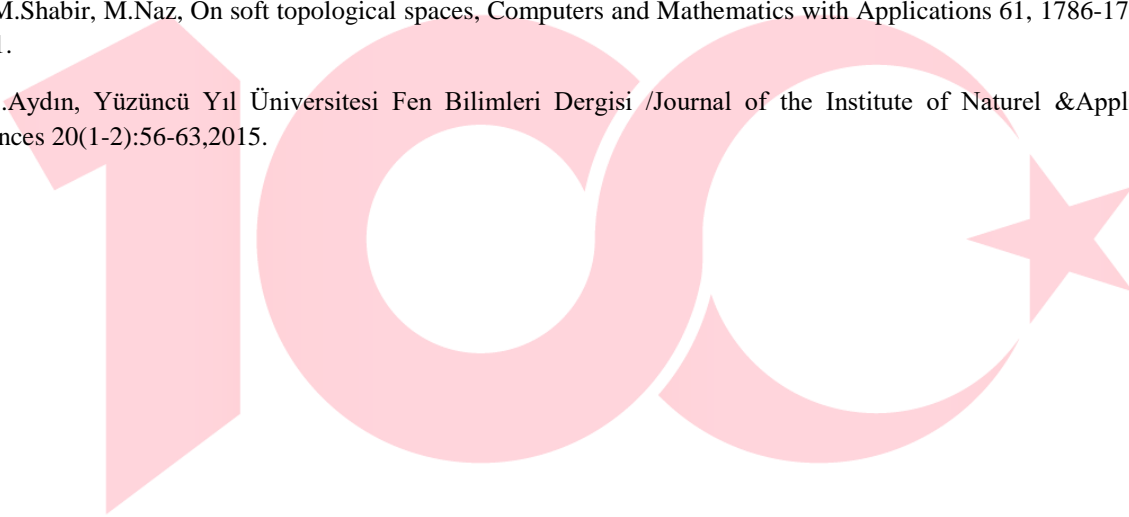 M.Shabir, M.Naz, On soft topological spaces, Computers and Mathematics with Applications 61, 1786-17
1.
.Aydın, Yüzüncü Yıl Üniversitesi Fen Bilimleri Dergisi /Journal of the Institute of Naturel &Appl
nces 20(1-2):56-63,2015.
100